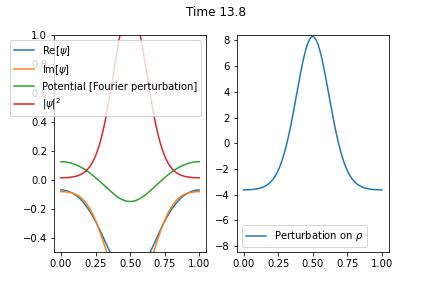 Time 13.8
1.0
0.8
0.6
0.4
0.2
0.0
−0.2
−0.4
Re[ψ]
Im[ψ]
Potential [Fourier perturbation]
|ψ|²
0.00 0.25 0.50 0.75 1.00
8
6
4
2
0
−2
−4
−6
−8
Perturbation on ρ
0.00 0.25 0.50 0.75 1.00